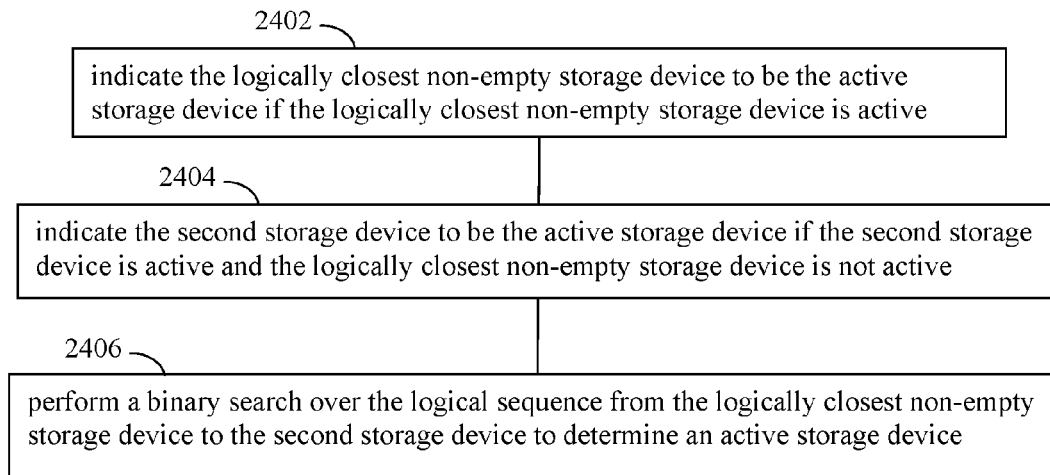 2402
indicate the logically closest non-empty storage device to be the active
storage device if the logically closest non-empty storage device is active
2404
indicate the second storage device to be the active storage device if the second storage
device is active and the logically closest non-empty storage device is not active
2406
perform a binary search over the logical sequence from the logically closest non-empty
storage device to the second storage device to determine an active storage device